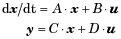 dx/dt = A · x + B · u
y = C · x + D · u